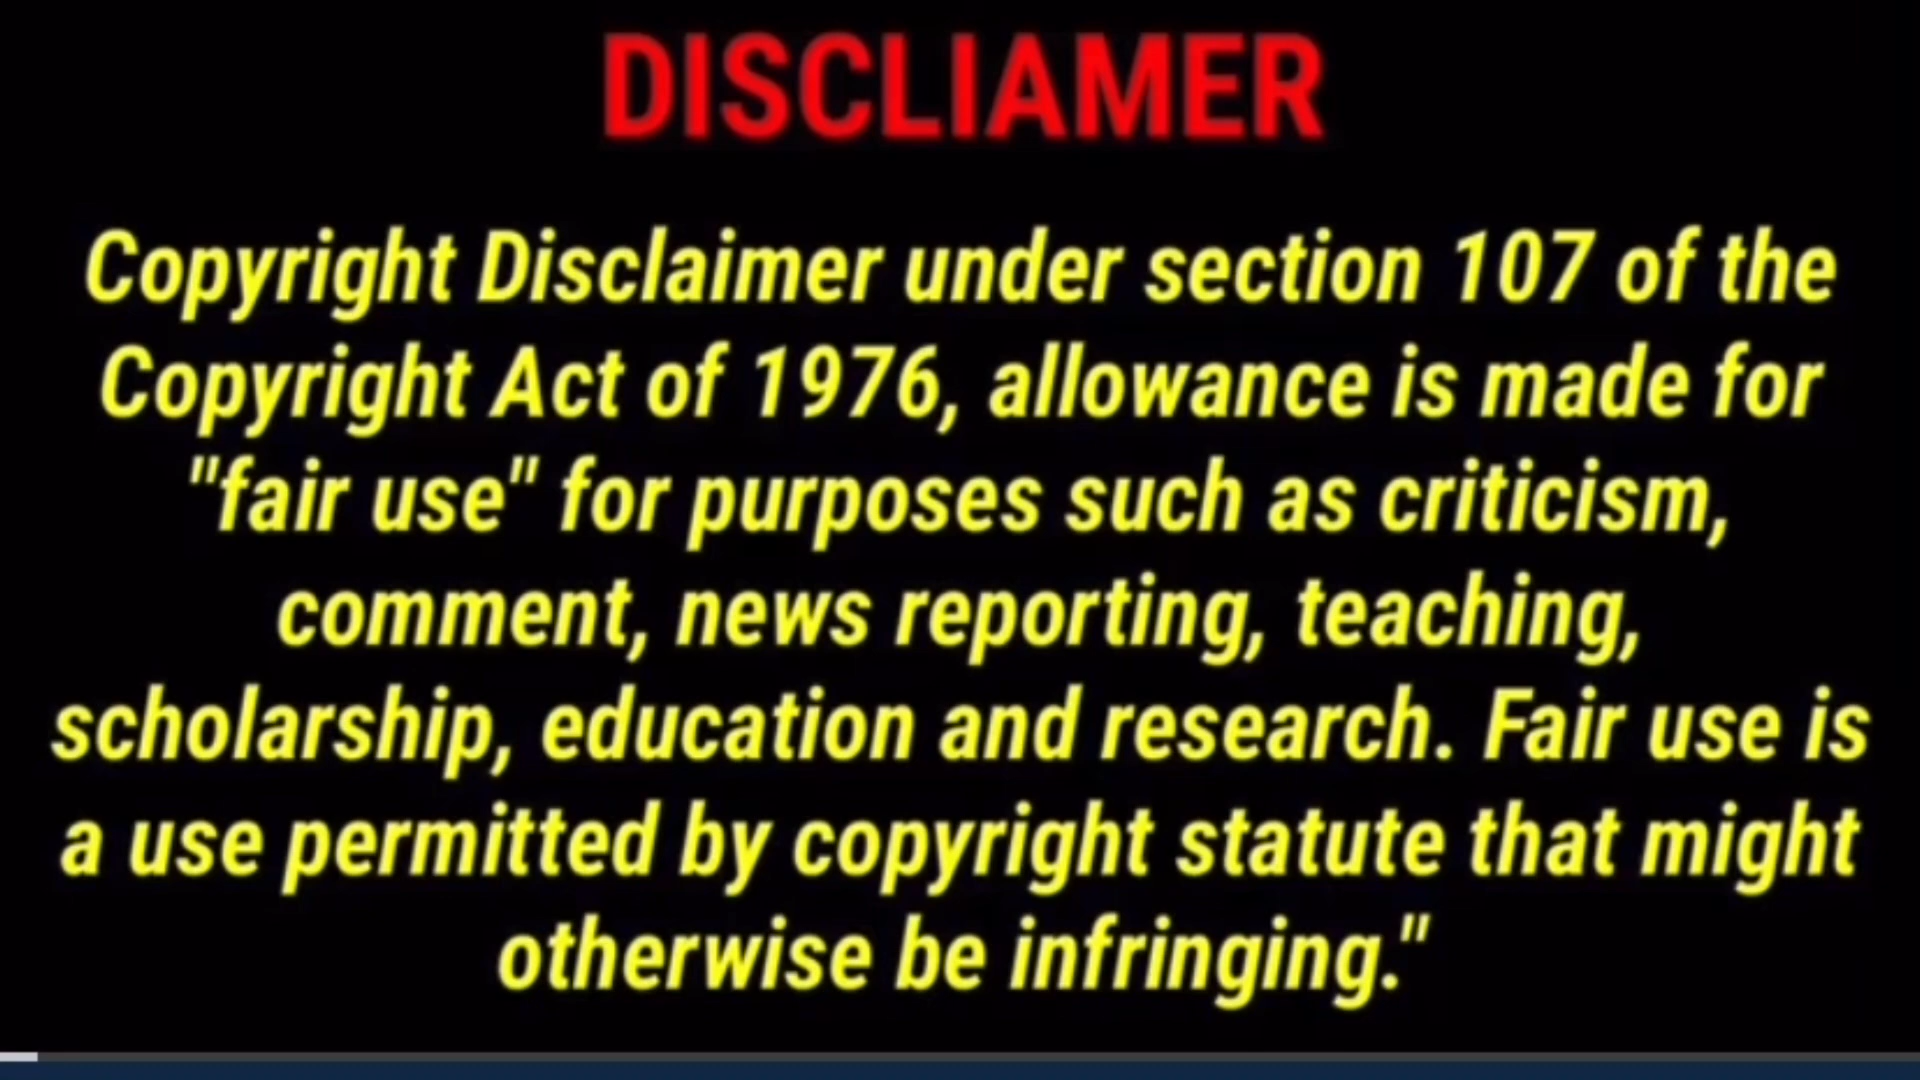 DISCLIAMER
Copyright Disclaimer under section 107 of the
Copyright Act of 1976, allowance is made for
"fair use" for purposes such as criticism,
comment, news reporting, teaching,
scholarship, education and research. Fair use is
a use permitted by copyright statute that might
otherwise be infringing."